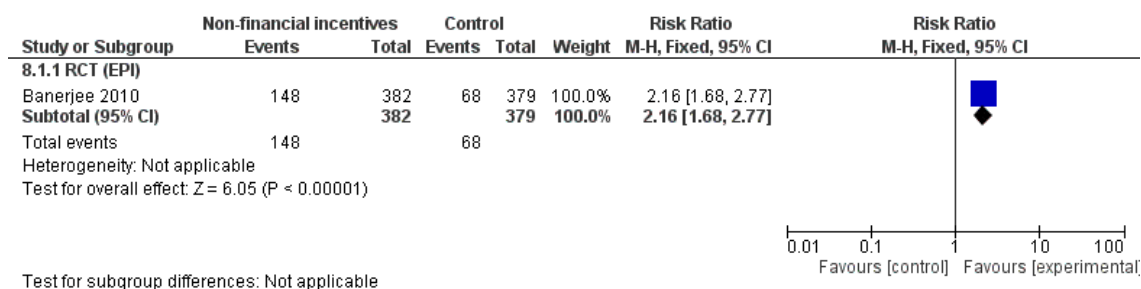 Non-financial incentives Control Risk Ratio Risk Ratio
Study or Subgroup Events Total Events Total Weight M-H, Fixed, 95% CI M-H, Fixed, 95% CI
8.1.1 RCT (EPI)
Banerjee 2010 148 382 68 379 100.0% 2.16 [1.68, 2.77]
Subtotal (95% CI) 382 379 100.0% 2.16 [1.68, 2.77]
Total events 148 68
Heterogeneity: Not applicable
Test for overall effect: Z = 6.05 (P < 0.00001)
0.01 0.1 1 10 100
Favours [control] Favours [experimental]
Test for subgroup differences: Not applicable